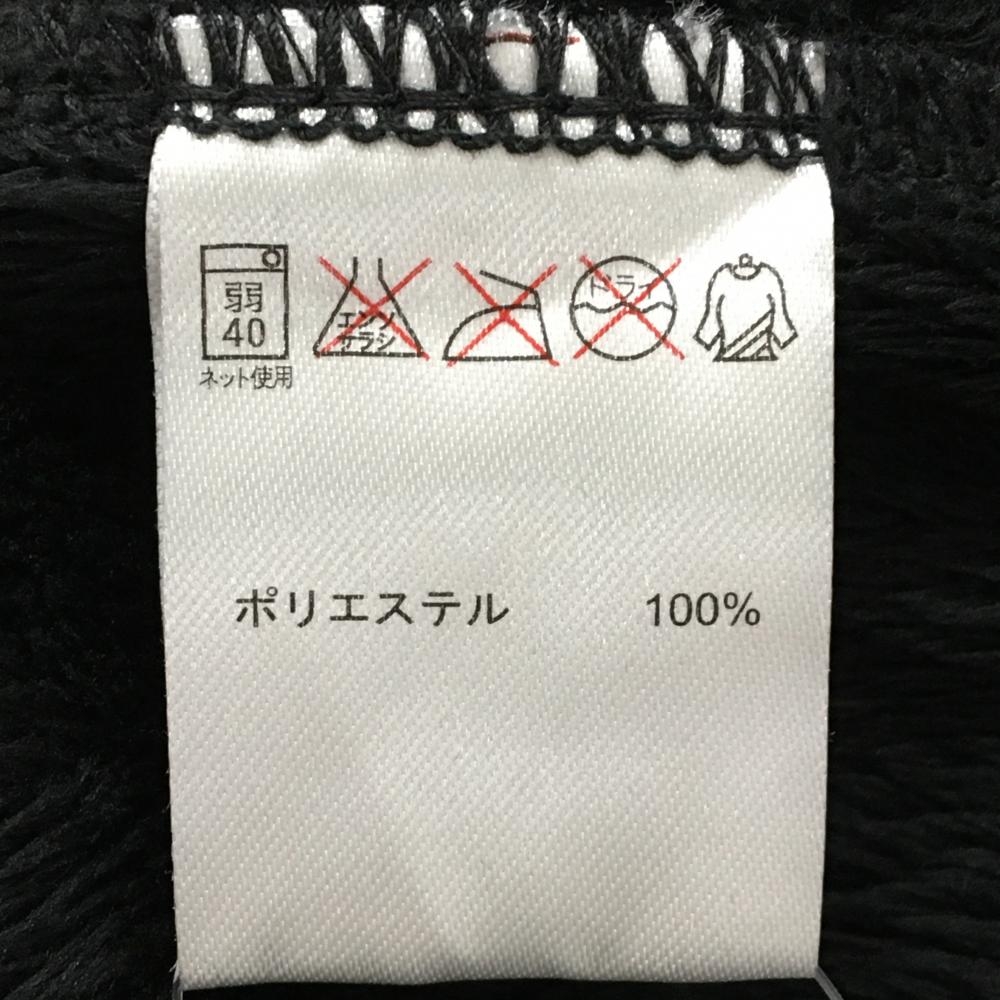 弱
40
ネット使用
エンソ
サラシ
ドライ
ポリエステル 100%